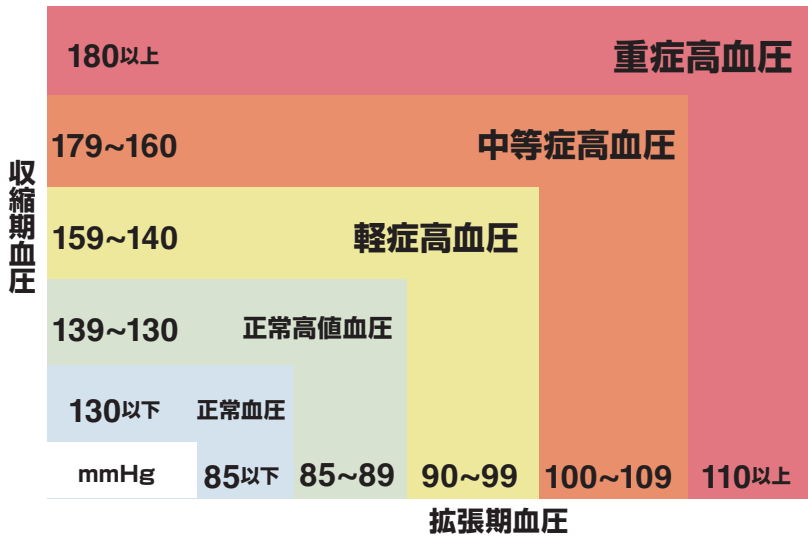 180以上 重症高血圧
179~160 中等症高血圧
収縮期血圧
159~140 軽症高血圧
139~130 正常高値血圧
130以下 正常血圧
mmHg 85以下 85~89 90~99 100~109 110以上
拡張期血圧